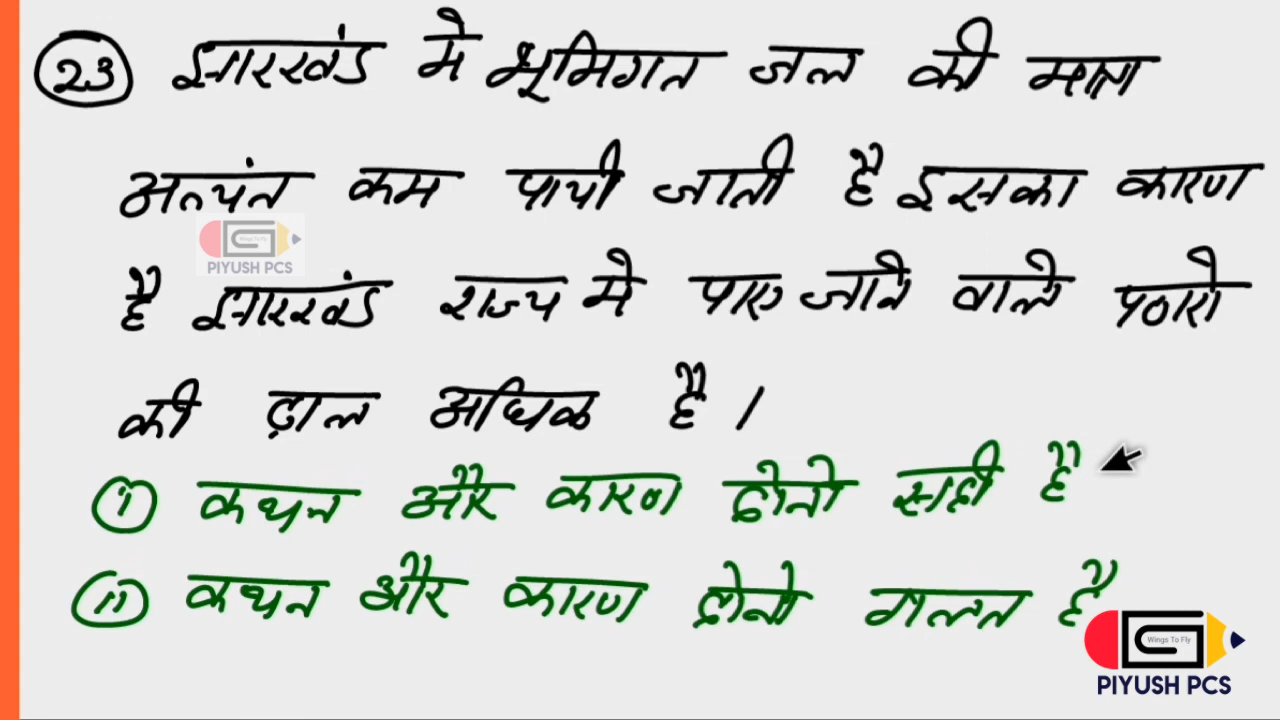 23 झारखंड मे भूमिगत जल की मात्रा
अत्यंत कम पायी जाती है इसका कारण
PIYUSH PCS
है झारखंड राज्य मे पाए जाने वाले पठारो
की ढ़ाल अधिक है।
i कथन और कारण दोनो सही है
ii कथन और कारण दोनो गलत है
Wings To Fly
PIYUSH PCS